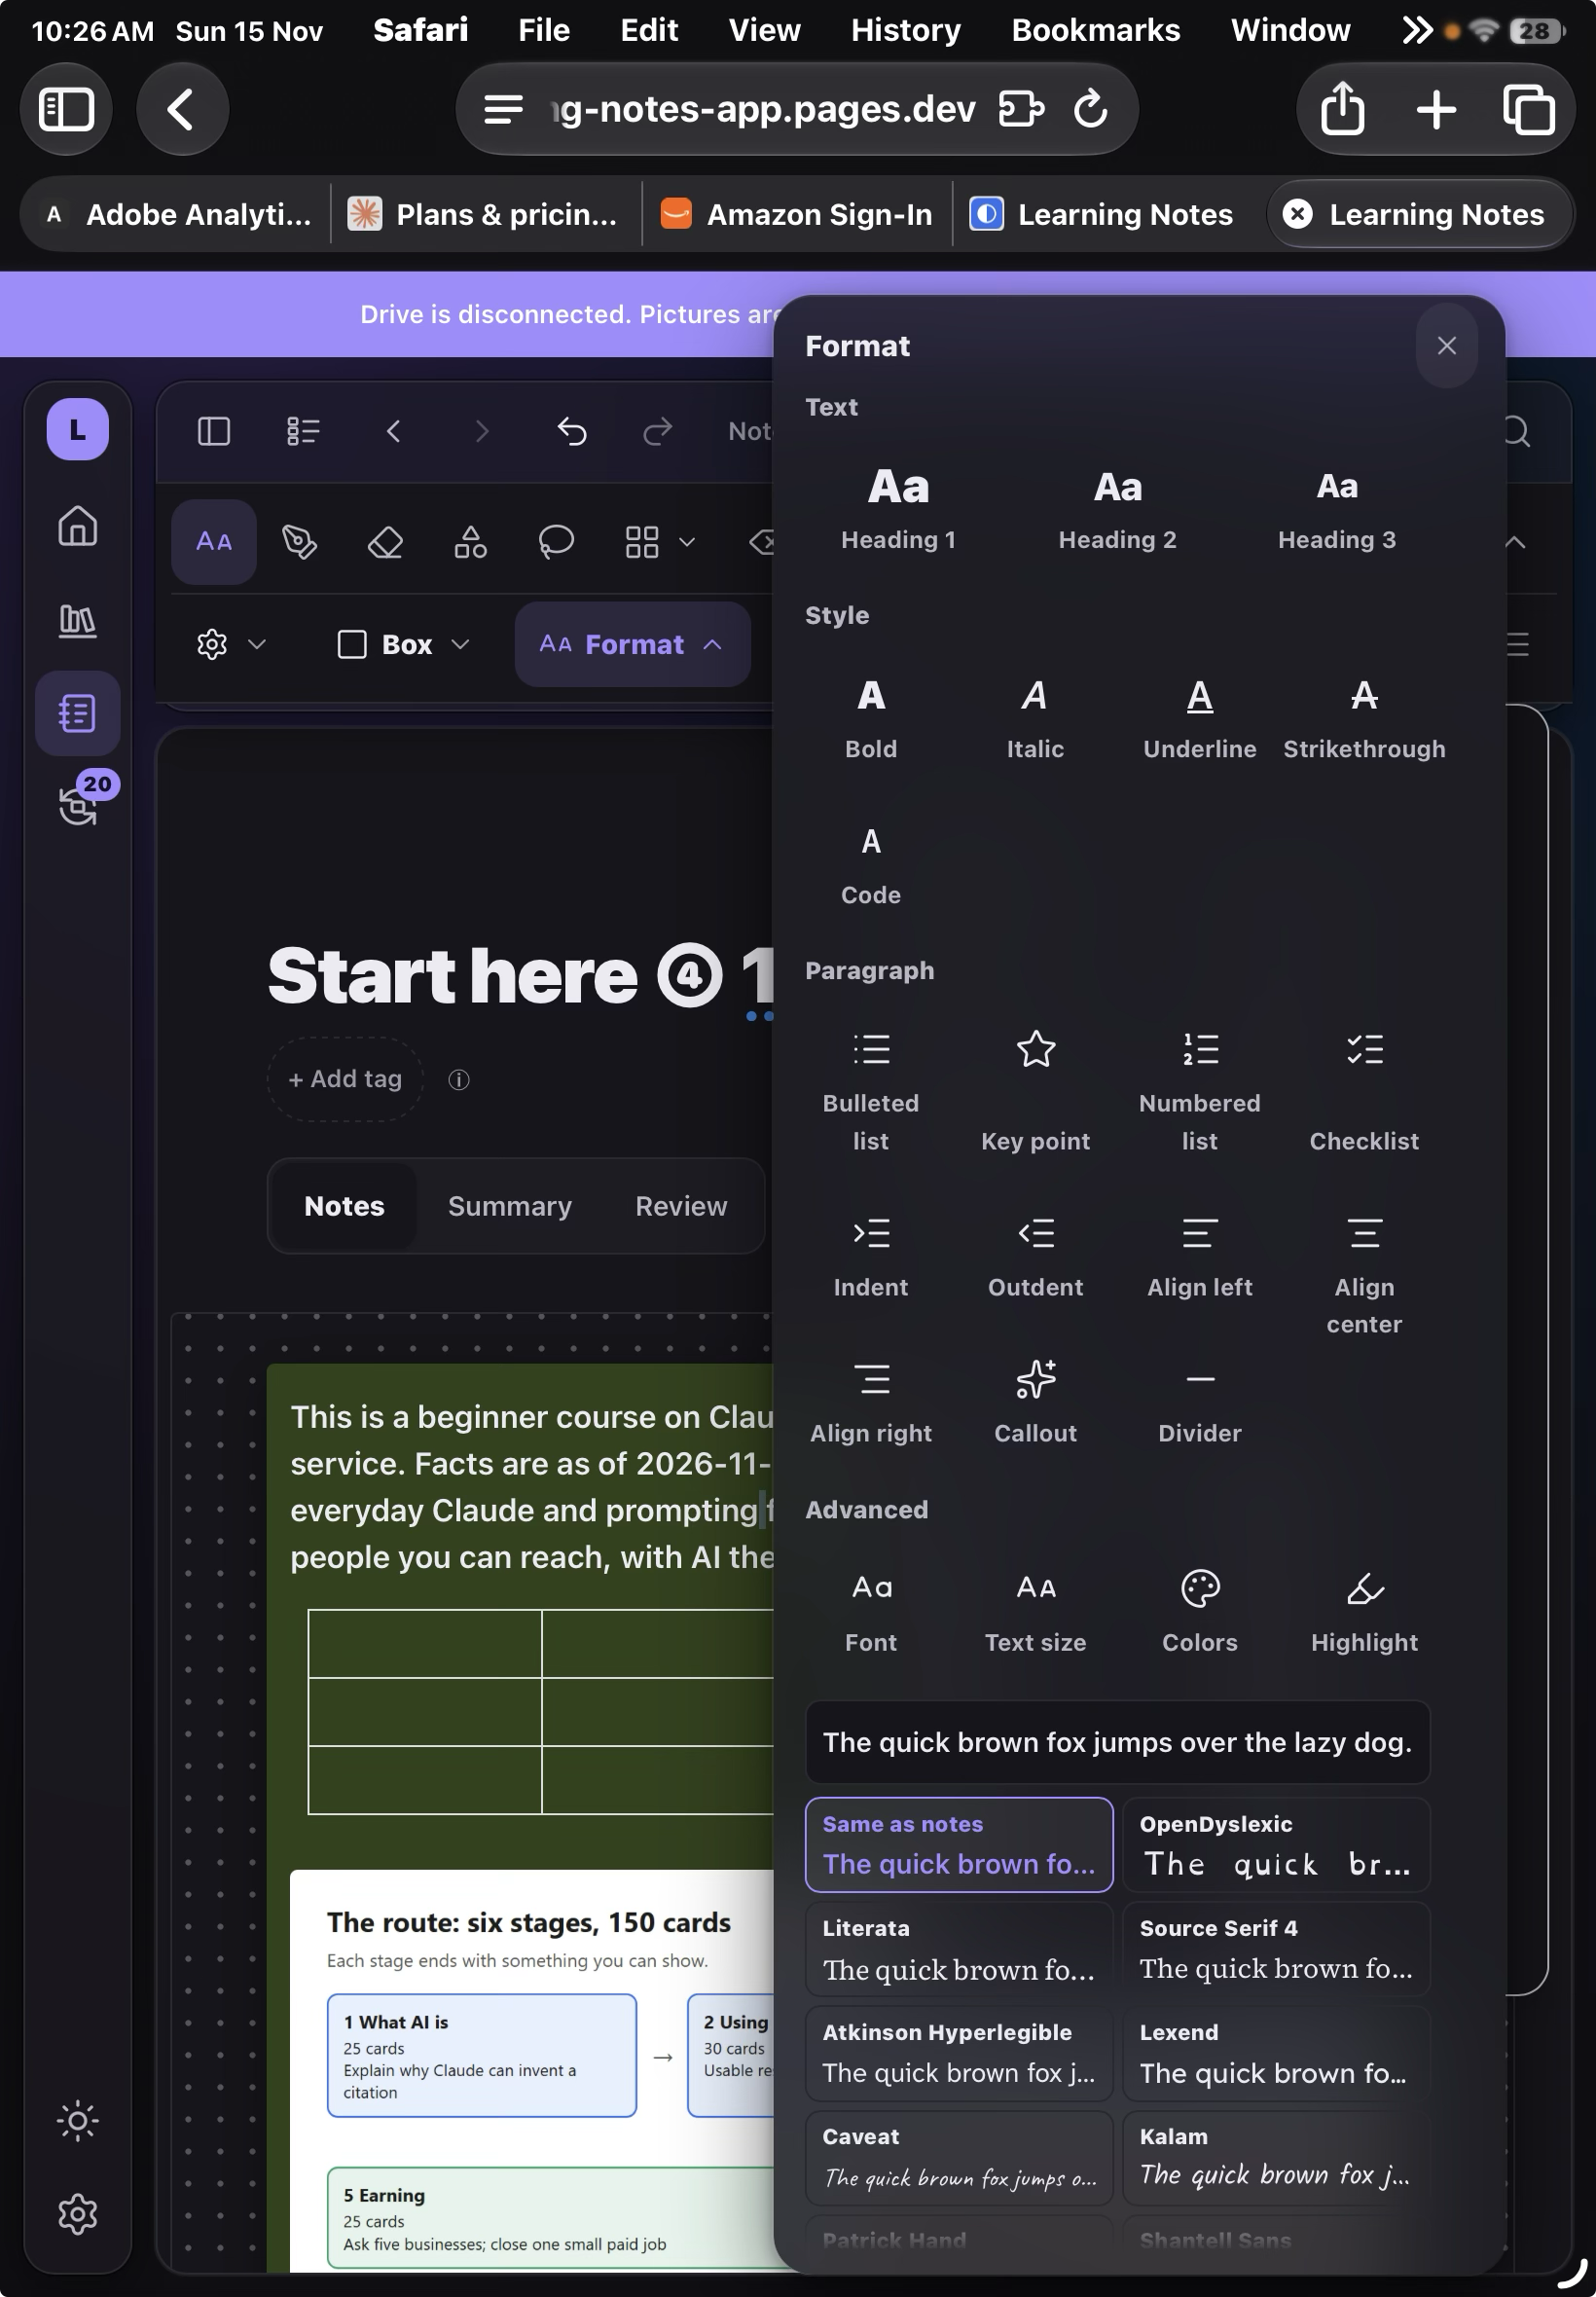 10:26 AM Sun 15 Nov Safari File Edit View History Bookmarks Window 28
g-notes-app.pages.dev
A Adobe Analyti... Plans & pricin... Amazon Sign-In Learning Notes Learning Notes
Drive is disconnected. Pictures are
L
20
Box Format
Start here ④ 1
+ Add tag
Notes Summary Review
This is a beginner course on Clau
service. Facts are as of 2026-11-
everyday Claude and prompting f
people you can reach, with AI the
The route: six stages, 150 cards
Each stage ends with something you can show.
1 What AI is
25 cards
Explain why Claude can invent a
citation
→
2 Using
30 cards
Usable
5 Earning
25 cards
Ask five businesses; close one small paid job
Format
Text
Aa Aa Aa
Heading 1 Heading 2 Heading 3
Style
A A A A
Bold Italic Underline Strikethrough
A
Code
Paragraph
Bulleted list Key point Numbered list Checklist
Indent Outdent Align left Align center
Align right Callout Divider
Advanced
Aa AA
Font Text size Colors Highlight
The quick brown fox jumps over the lazy dog.
Same as notes
The quick brown fo...
OpenDyslexic
The quick br...
Literata
The quick brown fo...
Source Serif 4
The quick brown fo...
Atkinson Hyperlegible
The quick brown fox j...
Lexend
The quick brown fo...
Caveat
The quick brown fox jumps o...
Kalam
The quick brown fox j...
Patrick Hand
Shantell Sans